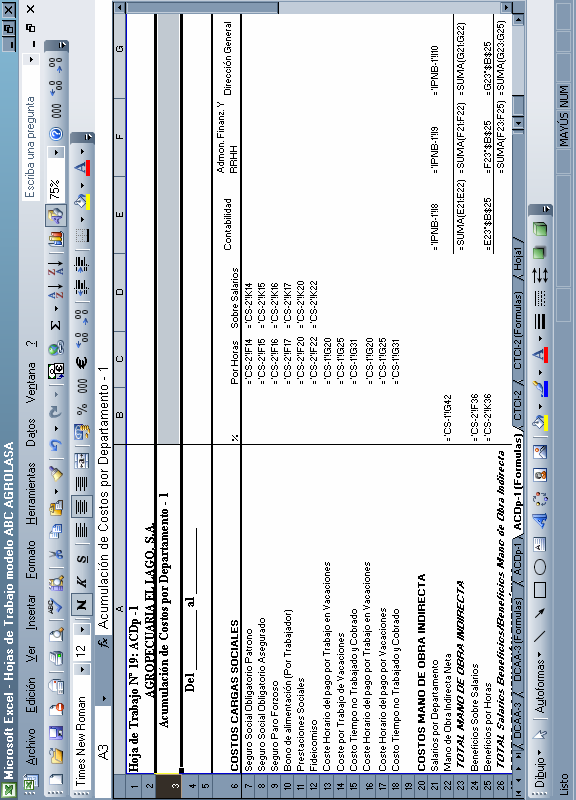 Microsoft Excel - Hojas de Trabajo modelo ABC AGROLASA
Archivo Edición Ver Insertar Formato Herramientas Datos Ventana ?
Escriba una pregunta
Σ 75%
Times New Roman 12 N K S % 000 €
A3 fx Acumulación de Costos por Departamento - 1
A B C D E F G
1 Hoja de Trabajo Nº 19: ACDp -1
2 AGROPECUARIA EL LAGO, S.A.
3 Acumulación de Costos por Departamento - 1
4 Del ________ al ________
5
6 COSTOS CARGAS SOCIALES % Por Horas Sobre Salarios Contabilidad Admon. Finanz.Y RRHH Dirección General
7 Seguro Social Obligatorio Patrono ='CS-2'!F14 ='CS-2'!K14
8 Seguro Social Obligatorio Asegurado ='CS-2'!F15 ='CS-2'!K15
9 Seguro Paro Forzoso ='CS-2'!F16 ='CS-2'!K16
10 Bono de alimentación (Por Trabajador) ='CS-2'!F17 ='CS-2'!K17
11 Prestaciones Sociales ='CS-2'!F20 ='CS-2'!K20
12 Fideicomiso ='CS-2'!F22 ='CS-2'!K22
13 Coste Horario del pago por Trabajo en Vacaciones ='CS-1'!G20
14 Coste por Trabajo de Vacaciones ='CS-1'!G25
15 Costo Tiempo no Trabajado y Cobrado ='CS-1'!G31
16 Coste Horario del pago por Trabajo en Vacaciones ='CS-1'!G20
17 Coste Horario del pago por Vacaciones ='CS-1'!G25
18 Costo Tiempo no Trabajado y Cobrado ='CS-1'!G31
19
20 COSTOS MANO DE OBRA INDIRECTA
21 Salarios por Departamento ='IPNB-1'!I8 ='IPNB-1'!I9 ='IPNB-1'!I10
22 Mano de Obra Indirecta Neta ='CS-1'!G42
23 TOTAL MANO DE OBRA INDIRECTA =SUMA(E21:E22) =SUMA(F21:F22) =SUMA(G21:G22)
24 Beneficios Sobre Salarios ='CS-2'!F36
25 Beneficios por Horas ='CS-2'!K36 =E23*$B$25 =F23*$B$25 =G23*$B$25
26 TOTAL Salarios Beneficios/Beneficios Mano de Obra Indirecta =SUMA(F23:F25) =SUMA(G23:G25)
DCAA-3 DCAA-3 (Formulas) ACDp-1 ACDp-1 (Formulas) CTCI-2 CTCI-2 (Formulas) Hoja1
Dibujo Autoformas
Listo MAYÚS NUM